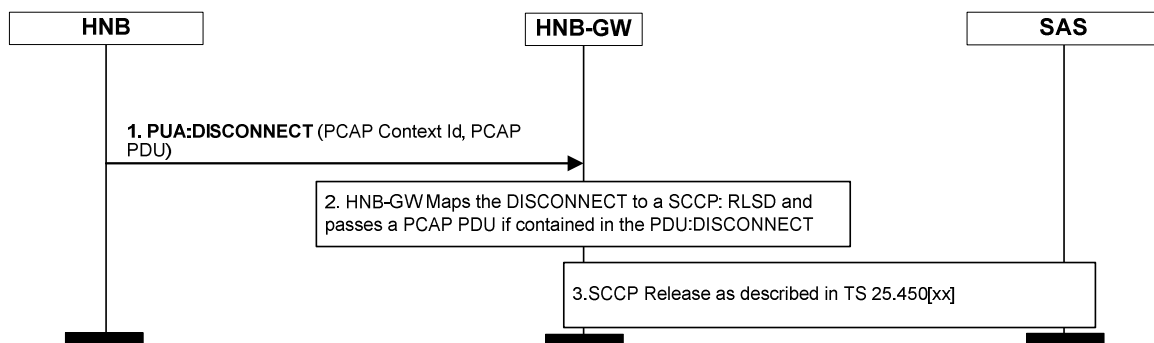 HNB
HNB-GW
SAS
1. PUA:DISCONNECT (PCAP Context Id, PCAP
PDU)
2. HNB-GW Maps the DISCONNECT to a SCCP: RLSD and
passes a PCAP PDU if contained in the PDU:DISCONNECT
3.SCCP Release as described in TS 25.450[xx]